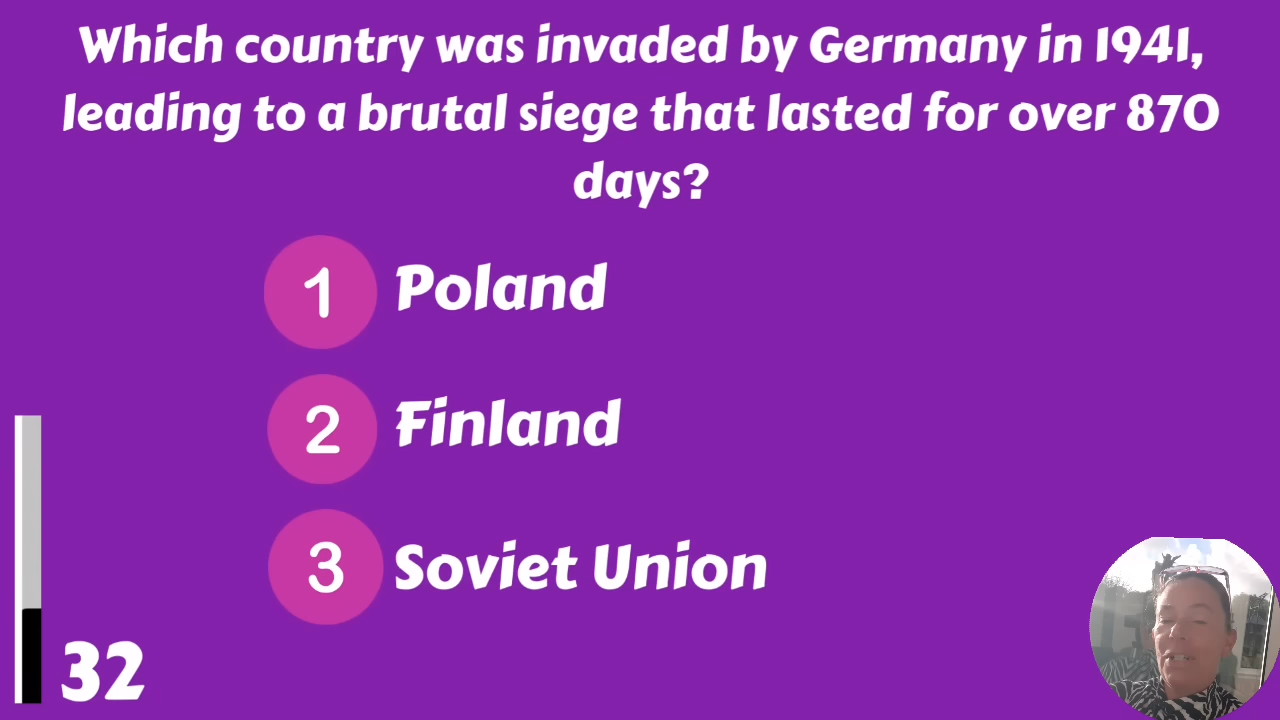 Which country was invaded by Germany in 1941,
leading to a brutal siege that lasted for over 870
days?
1 Poland
2 Finland
3 Soviet Union
32